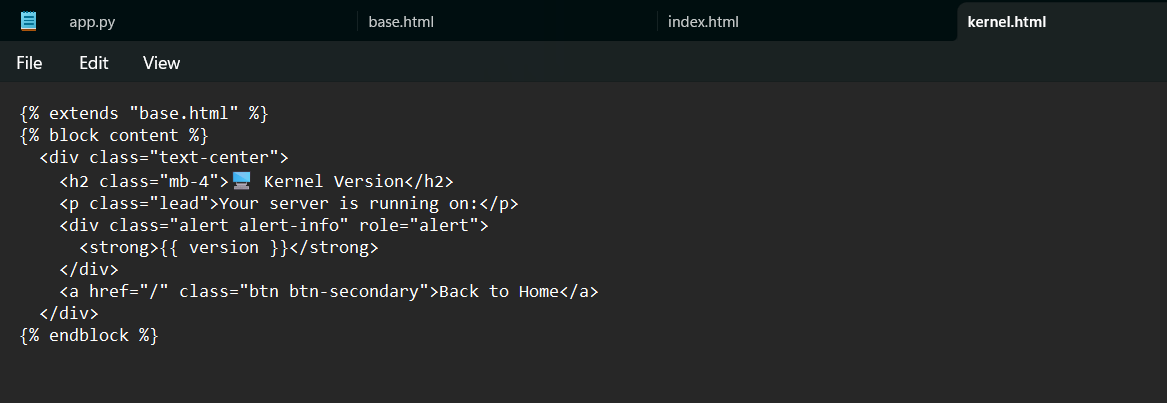 app.py base.html index.html kernel.html
File Edit View
{% extends "base.html" %}
{% block content %}
  <div class="text-center">
    <h2 class="mb-4">🖥️ Kernel Version</h2>
    <p class="lead">Your server is running on:</p>
    <div class="alert alert-info" role="alert">
      <strong>{{ version }}</strong>
    </div>
    <a href="/" class="btn btn-secondary">Back to Home</a>
  </div>
{% endblock %}